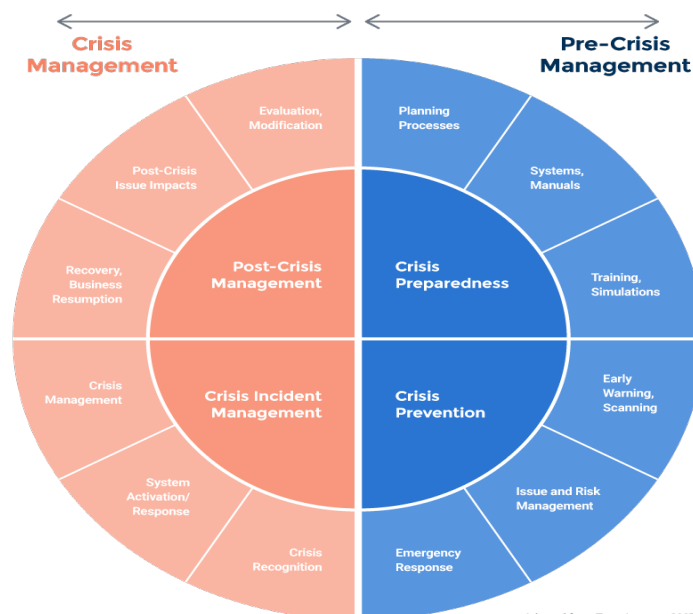 Crisis
Management
Pre-Crisis
Management
Evaluation,
Modification
Planning
Processes
Post-Crisis
Issue Impacts
Systems,
Manuals
Recovery,
Business
Resumption
Post-Crisis
Management
Crisis
Preparedness
Training,
Simulations
Crisis
Management
Crisis Incident
Management
Crisis
Prevention
Early
Warning,
Scanning
System
Activation/
Response
Issue and Risk
Management
Crisis
Recognition
Emergency
Response